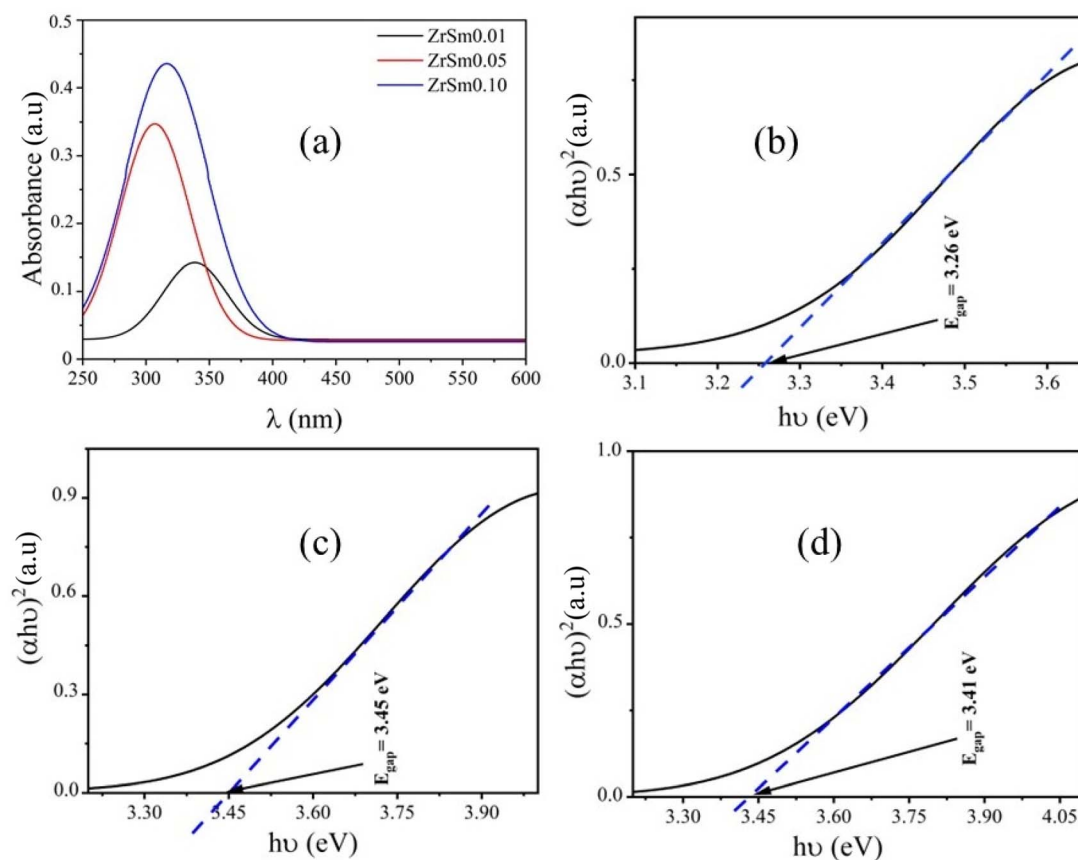 0.5
0.4
0.3
0.2
0.1
0
Absorbance (a.u)
ZrSm0.01
ZrSm0.05
ZrSm0.10
(a)
250 300 350 400 450 500 550 600
λ (nm)
(αhυ)² (a.u)
0.5
0.0
(b)
E_gap= 3.26 eV
3.1 3.2 3.3 3.4 3.5 3.6
hυ (eV)
(αhυ)² (a.u)
0.9
0.6
0.3
0.0
(c)
E_gap= 3.45 eV
3.30 5.45 3.60 3.75 3.90
hυ (eV)
(αhυ)² (a.u)
1.0
0.5
0.0
(d)
E_gap= 3.41 eV
3.30 3.45 3.60 3.75 3.90 4.05
hυ (eV)